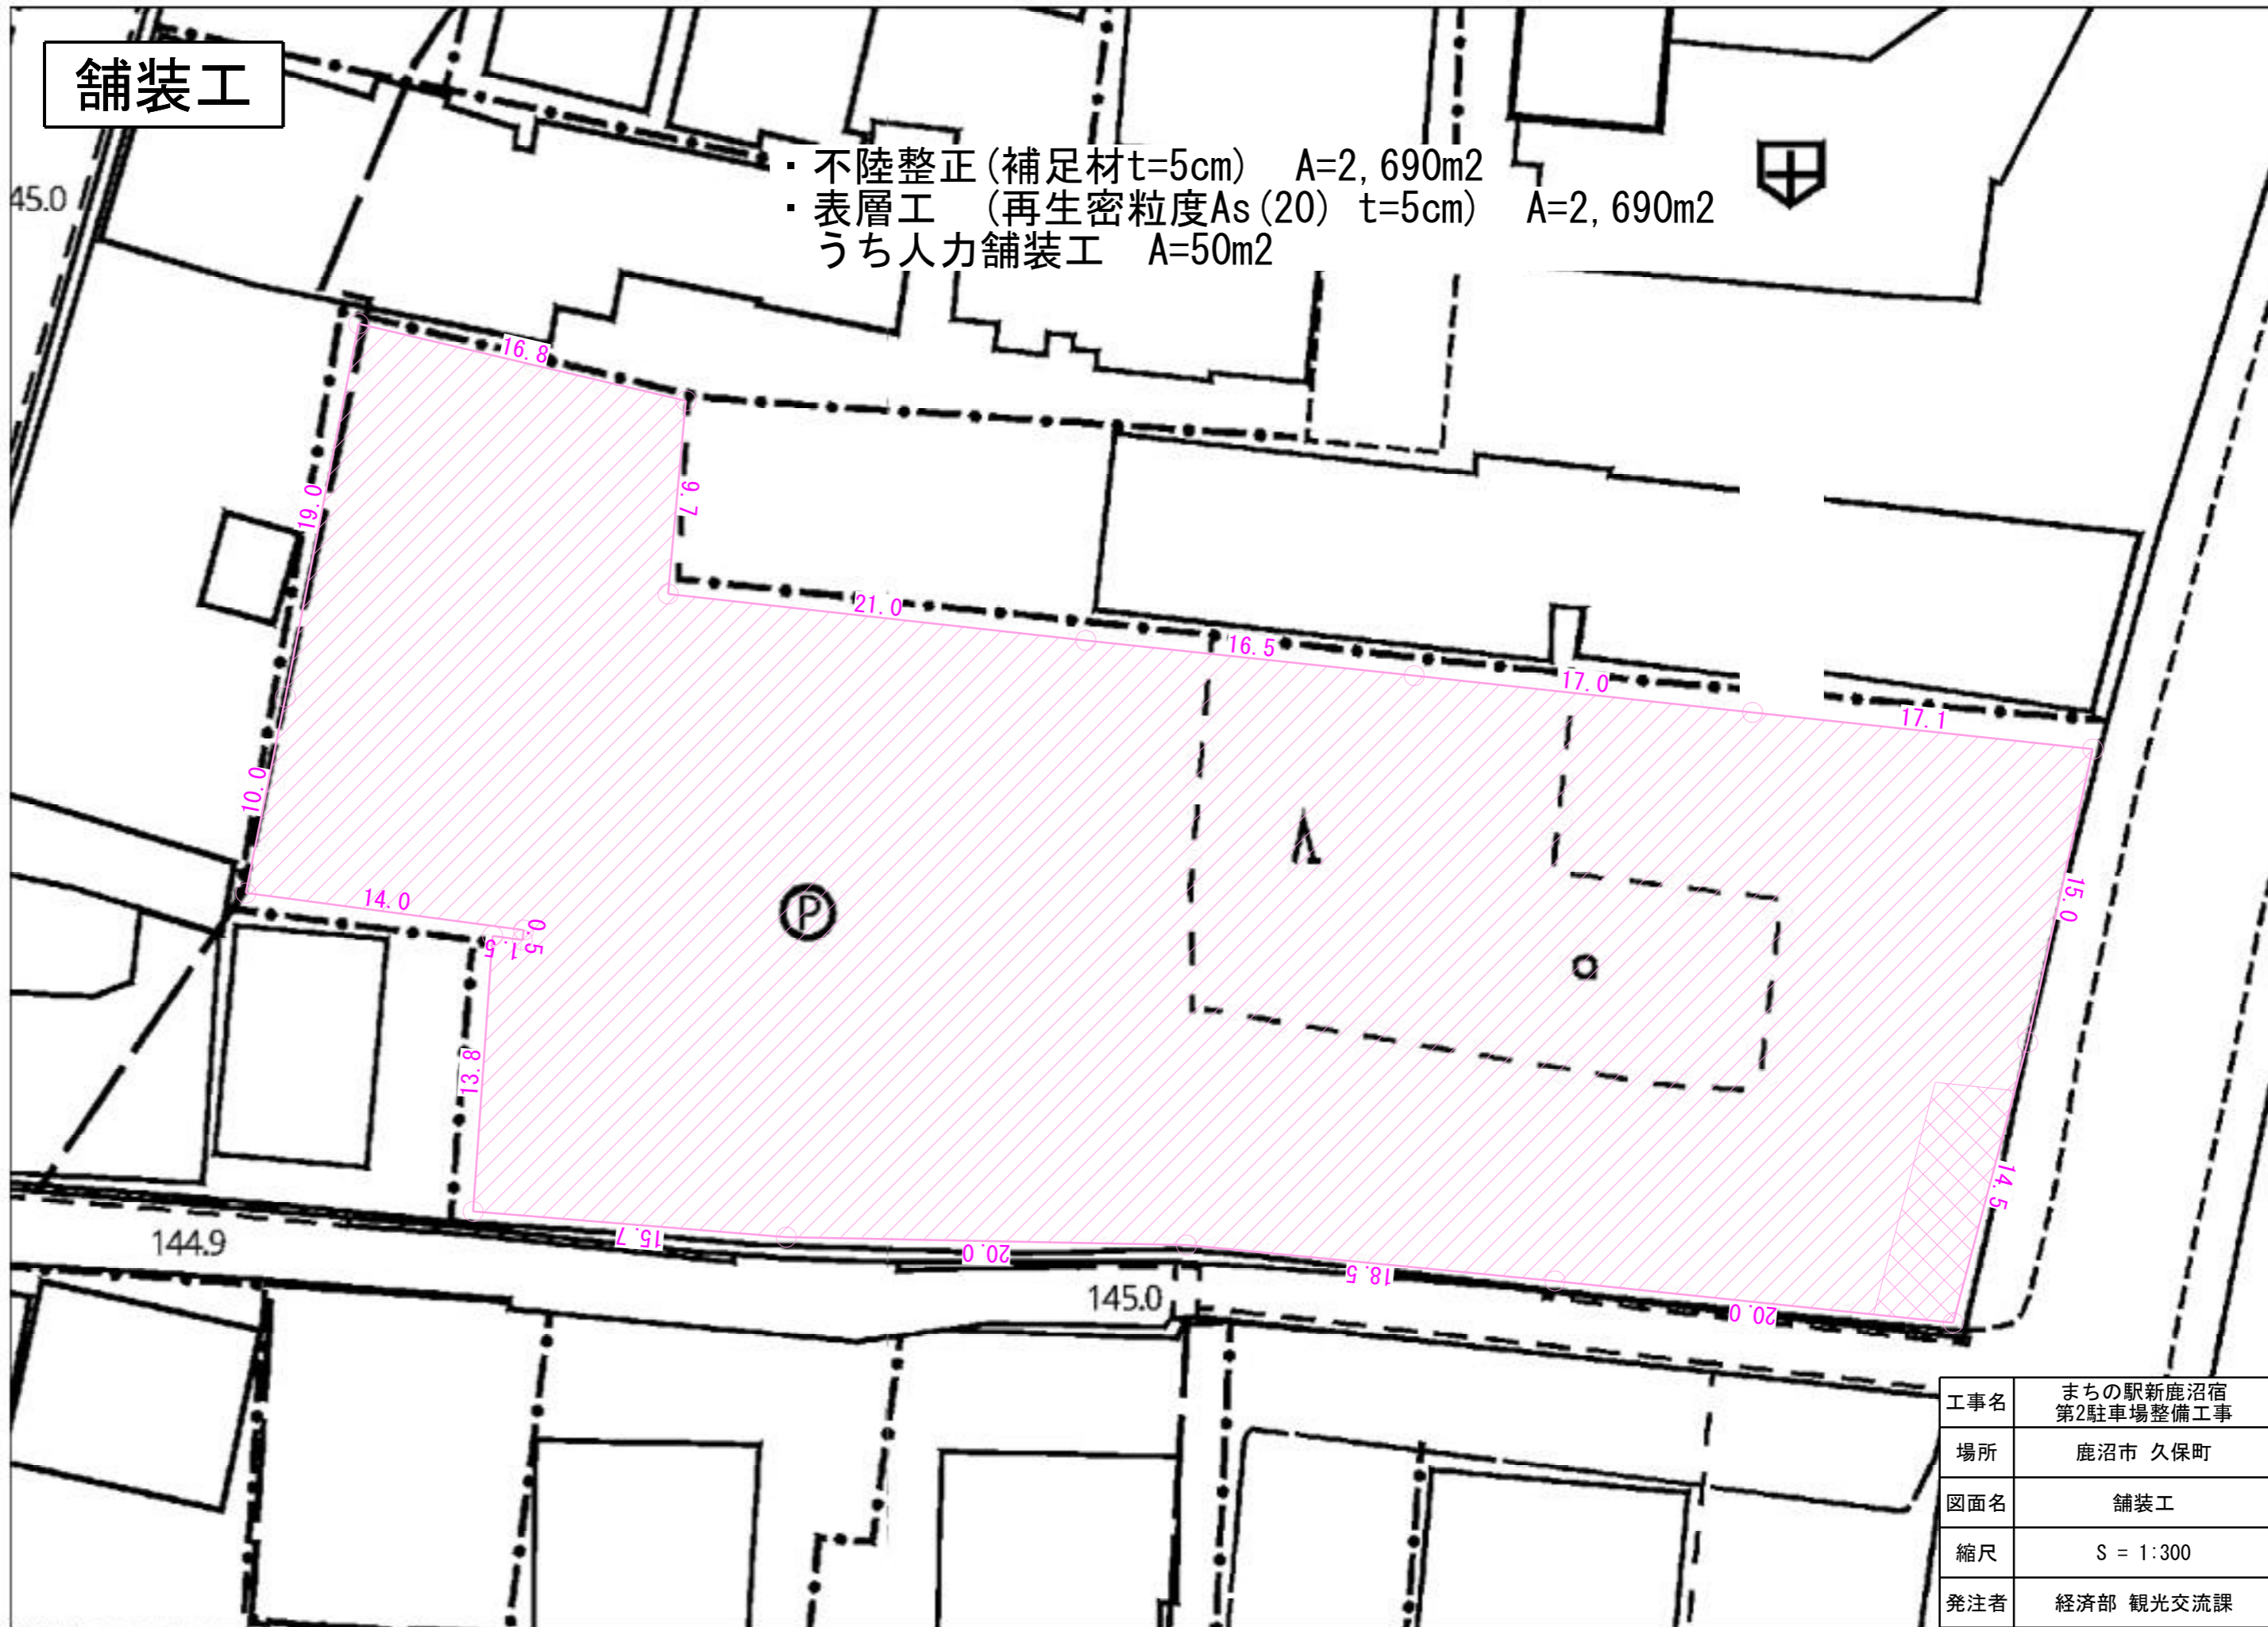 舗装工
・不陸整正(補足材t=5cm)　A=2,690m2
・表層工　(再生密粒度As(20) t=5cm)　A=2,690m2
うち人力舗装工　A=50m2
45.0
16.8
19.0
9.7
21.0
16.5
17.0
17.1
10.0
14.0
0.5
1.5
P
15.0
13.8
14.5
15.7
20.0
18.5
20.0
144.9
145.0
工事名　まちの駅新鹿沼宿
第2駐車場整備工事
場所　鹿沼市 久保町
図面名　舗装工
縮尺　S = 1:300
発注者　経済部 観光交流課